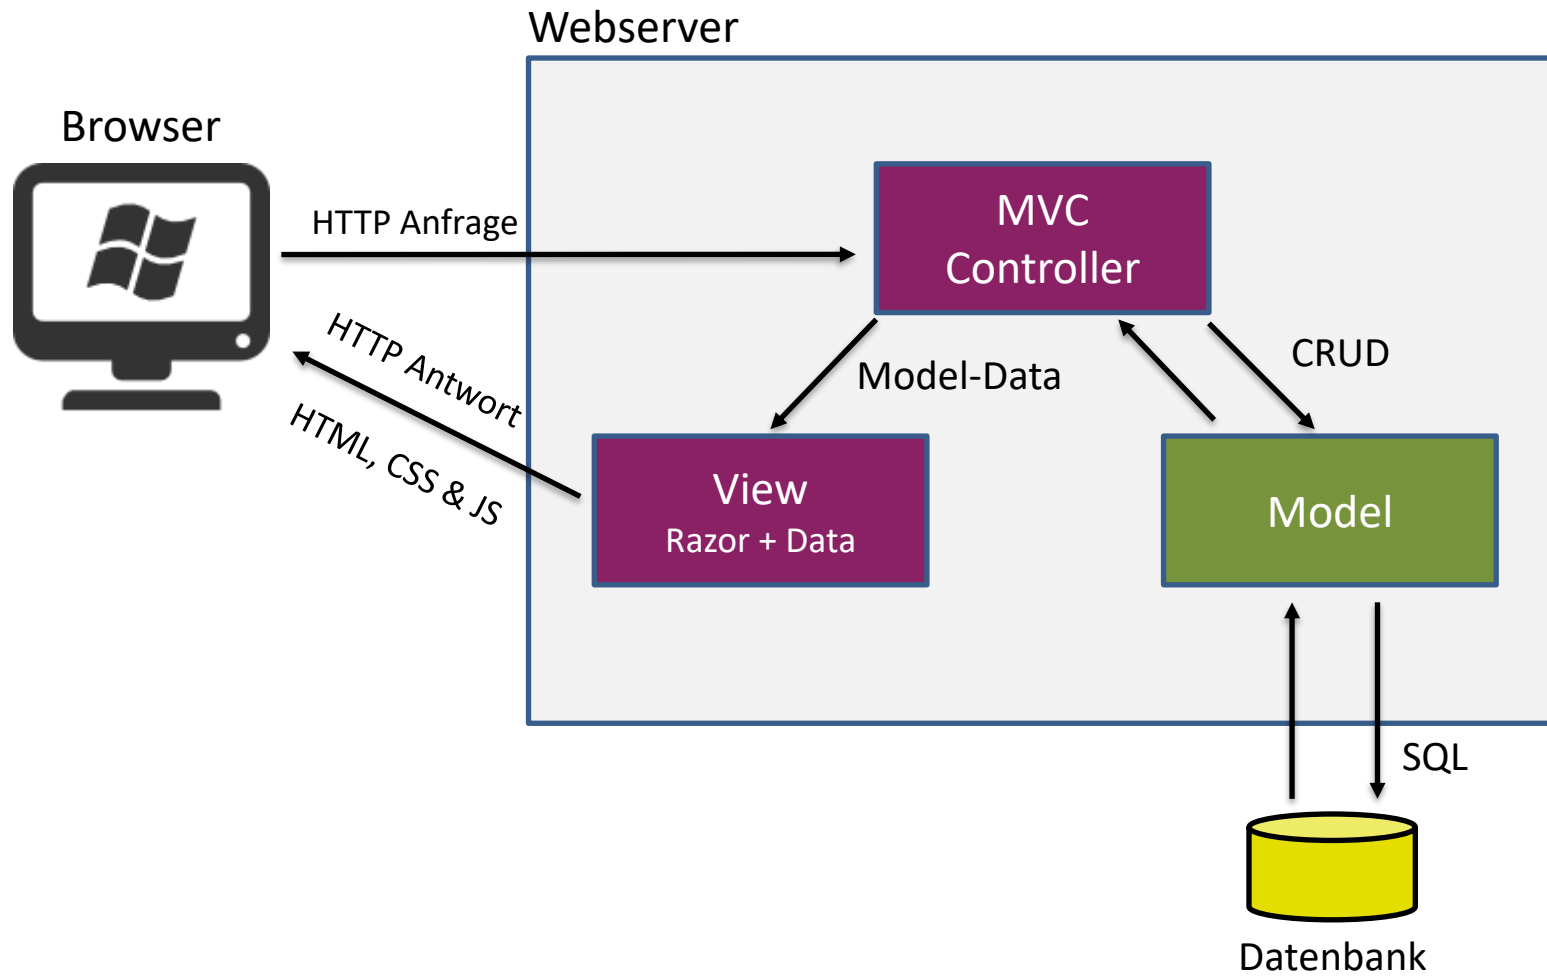 Webserver
Browser
MVC
Controller
HTTP Anfrage
HTTP Antwort
HTML, CSS & JS
Model-Data
CRUD
View
Razor + Data
Model
SQL
Datenbank